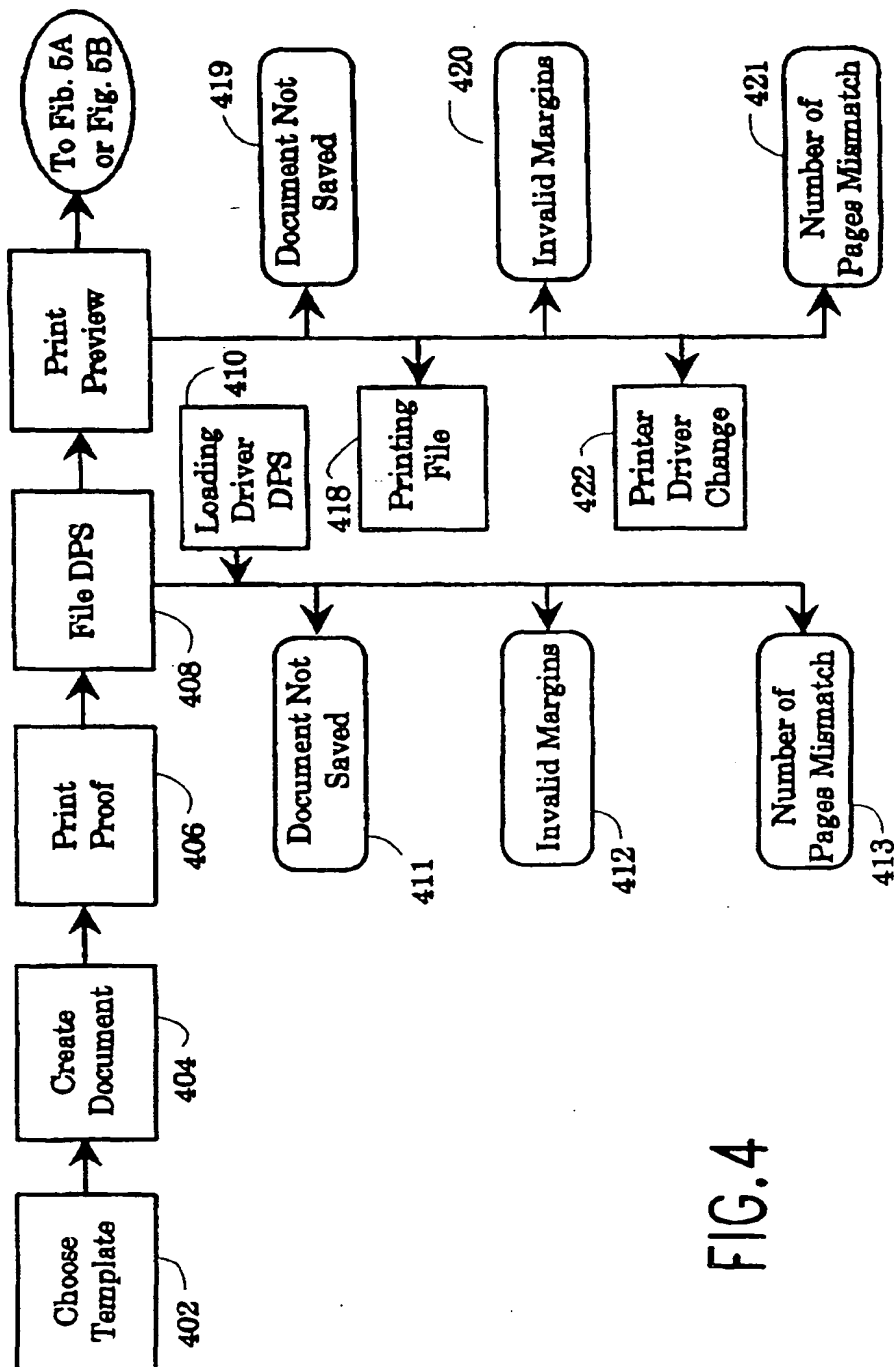 Choose
Template
402
Create
Document
404
Print
Proof
406
File DPS
408
Print
Preview
To Fib. 5A
or Fig. 5B
Loading
Driver
DPS
410
Document Not
Saved
411
Invalid Margins
412
Number of
Pages Mismatch
413
Printing
File
418
Document Not
Saved
419
Invalid Margins
420
Number of
Pages Mismatch
421
Printer
Driver
Change
422
FIG.4